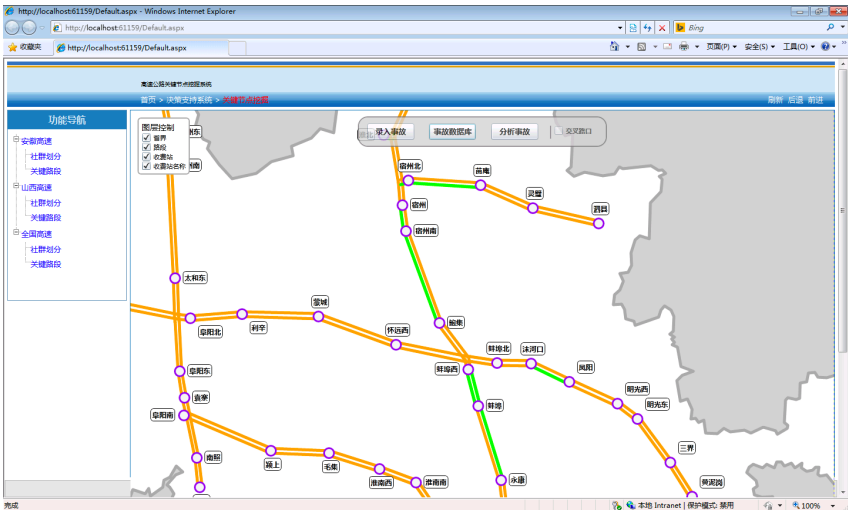 http://localhost:61159/Default.aspx - Windows Internet Explorer
http://localhost:61159/Default.aspx
Bing
收藏夹
http://localhost:61159/Default.aspx
页面(P)
安全(S)
工具(O)
高速公路关键节点挖掘系统
首页 > 决策支持系统 > 关键节点挖掘
刷新 后退 前进
功能导航
安徽高速
社群划分
关键路段
山西高速
社群划分
关键路段
全国高速
社群划分
关键路段
图层控制
省界
路段
收费站
收费站名称
录入事故
事故数据库
分析事故
交叉路口
宿州北
苗庵
灵璧
泗县
宿州
宿州南
太和东
蒙城
利辛
阜阳北
怀远西
鲍集
蚌埠北
沫河口
蚌埠西
凤阳
阜阳东
袁寨
阜阳南
蚌埠
明光西
明光东
三界
南照
颍上
毛集
淮南西
淮南南
永康
黄泥岗
完成
本地 Intranet | 保护模式: 禁用
100%